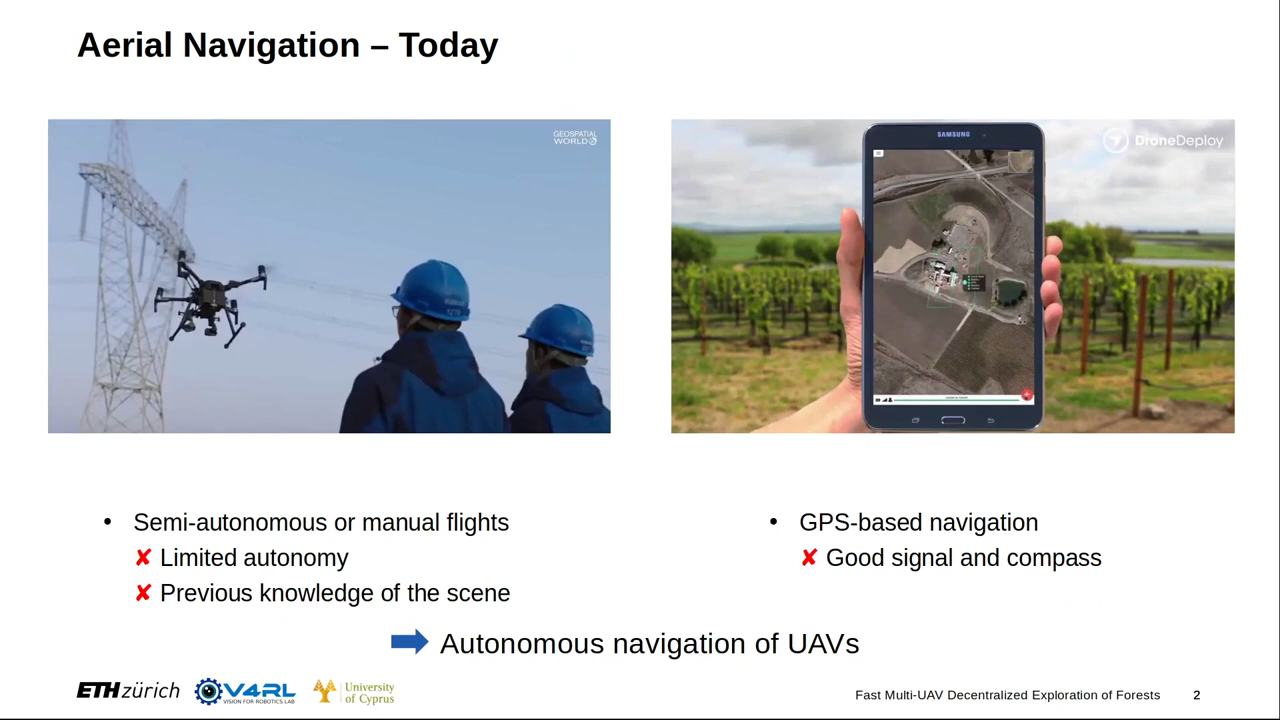 Aerial Navigation – Today
GEOSPATIAL
WORLD
SAMSUNG
DroneDeploy
• Semi-autonomous or manual flights
✘ Limited autonomy
✘ Previous knowledge of the scene
• GPS-based navigation
✘ Good signal and compass
Autonomous navigation of UAVs
ETH zürich
V4RL
VISION FOR ROBOTICS LAB
University
of Cyprus
Fast Multi-UAV Decentralized Exploration of Forests
2